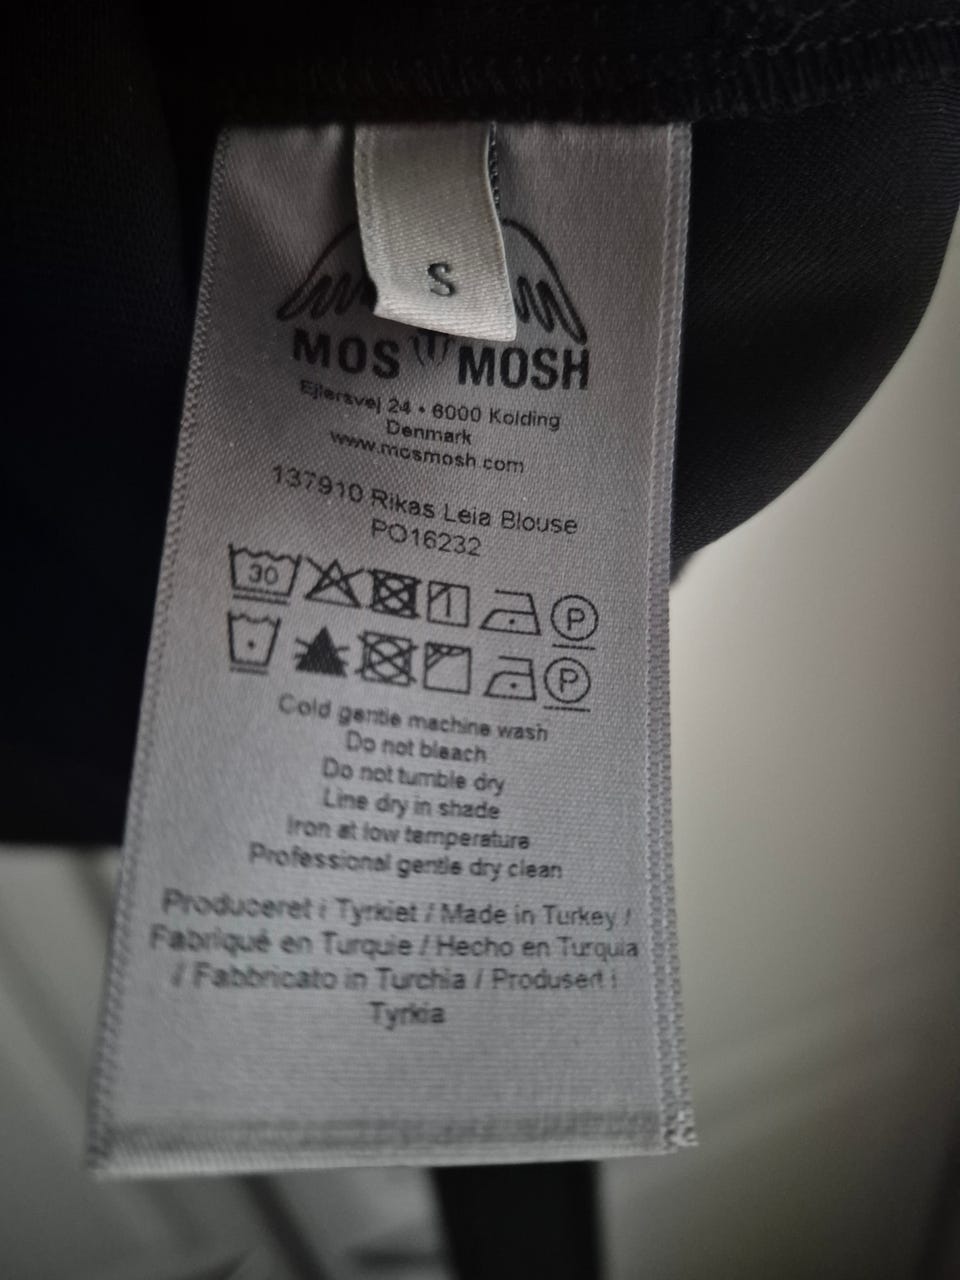 S
MOS MOSH
Ejlersvej 24 • 6000 Kolding
Denmark
www.mosmosh.com
137910 Rikas Leia Blouse
PO16232
30 P
P
Cold gentle machine wash
Do not bleach
Do not tumble dry
Line dry in shade
Iron at low temperature
Professional gentle dry clean
Produceret i Tyrkiet / Made in Turkey /
Fabriqué en Turquie / Hecho en Turquia
/ Fabbricato in Turchia / Produsert i
Tyrkia